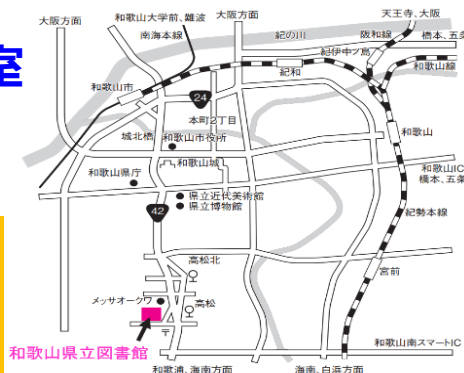 大阪方面
和歌山大学前、難波
大阪方面
天王寺、大阪
南海本線
紀の川
阪和線
橋本、五条
室
紀伊中ノ島
和歌山線
紀和
和歌山市
24
本町2丁目
城北橋
和歌山市役所
和歌山
和歌山城
和歌山県庁
和歌山IC
橋本、五条
県立近代美術館
県立博物館
42
紀勢本線
高松北
宮前
メッサオークワ
高松
〒
和歌山南スマートIC
和歌山県立図書館
和歌浦、海南方面
海南、白浜方面